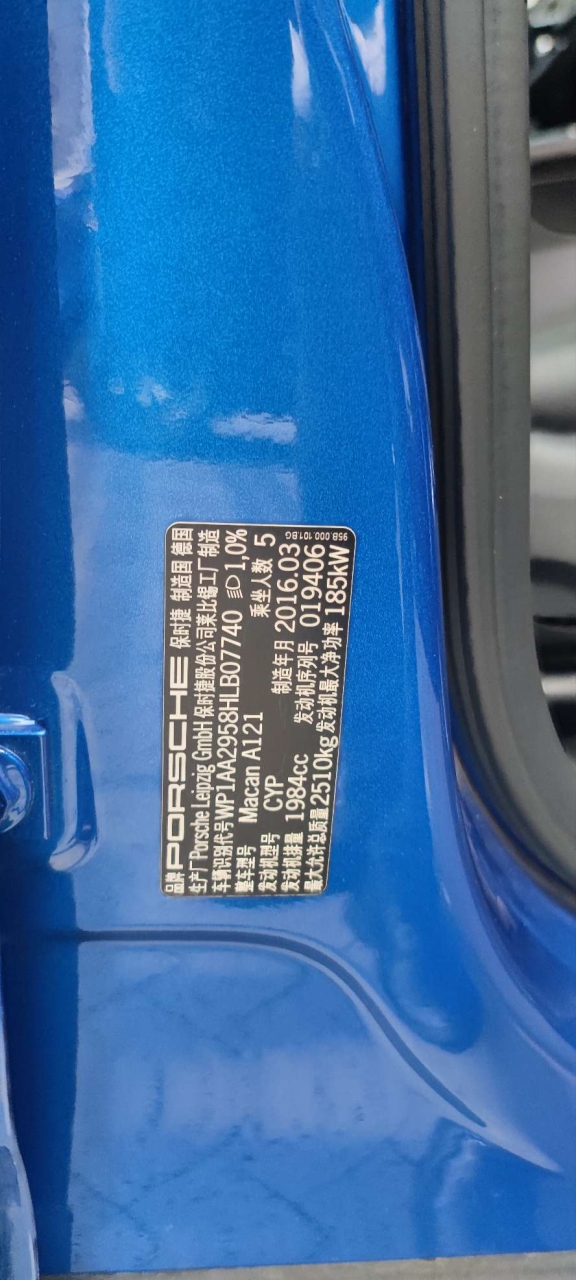 品牌 PORSCHE 保时捷 制造国 德国
生产厂 Porsche Leipzig GmbH 保时捷股份公司莱比锡工厂制造
车辆识别代号 WP1AA2958HLB07740 1,0%
整车型号 Macan A121 乘坐人数 5
发动机型号 CYP 制造年月 2016.03
发动机排量 1984cc 发动机序列号 019406
最大允许总质量 2510kg 发动机最大净功率 185kW
95B.000.101.BG